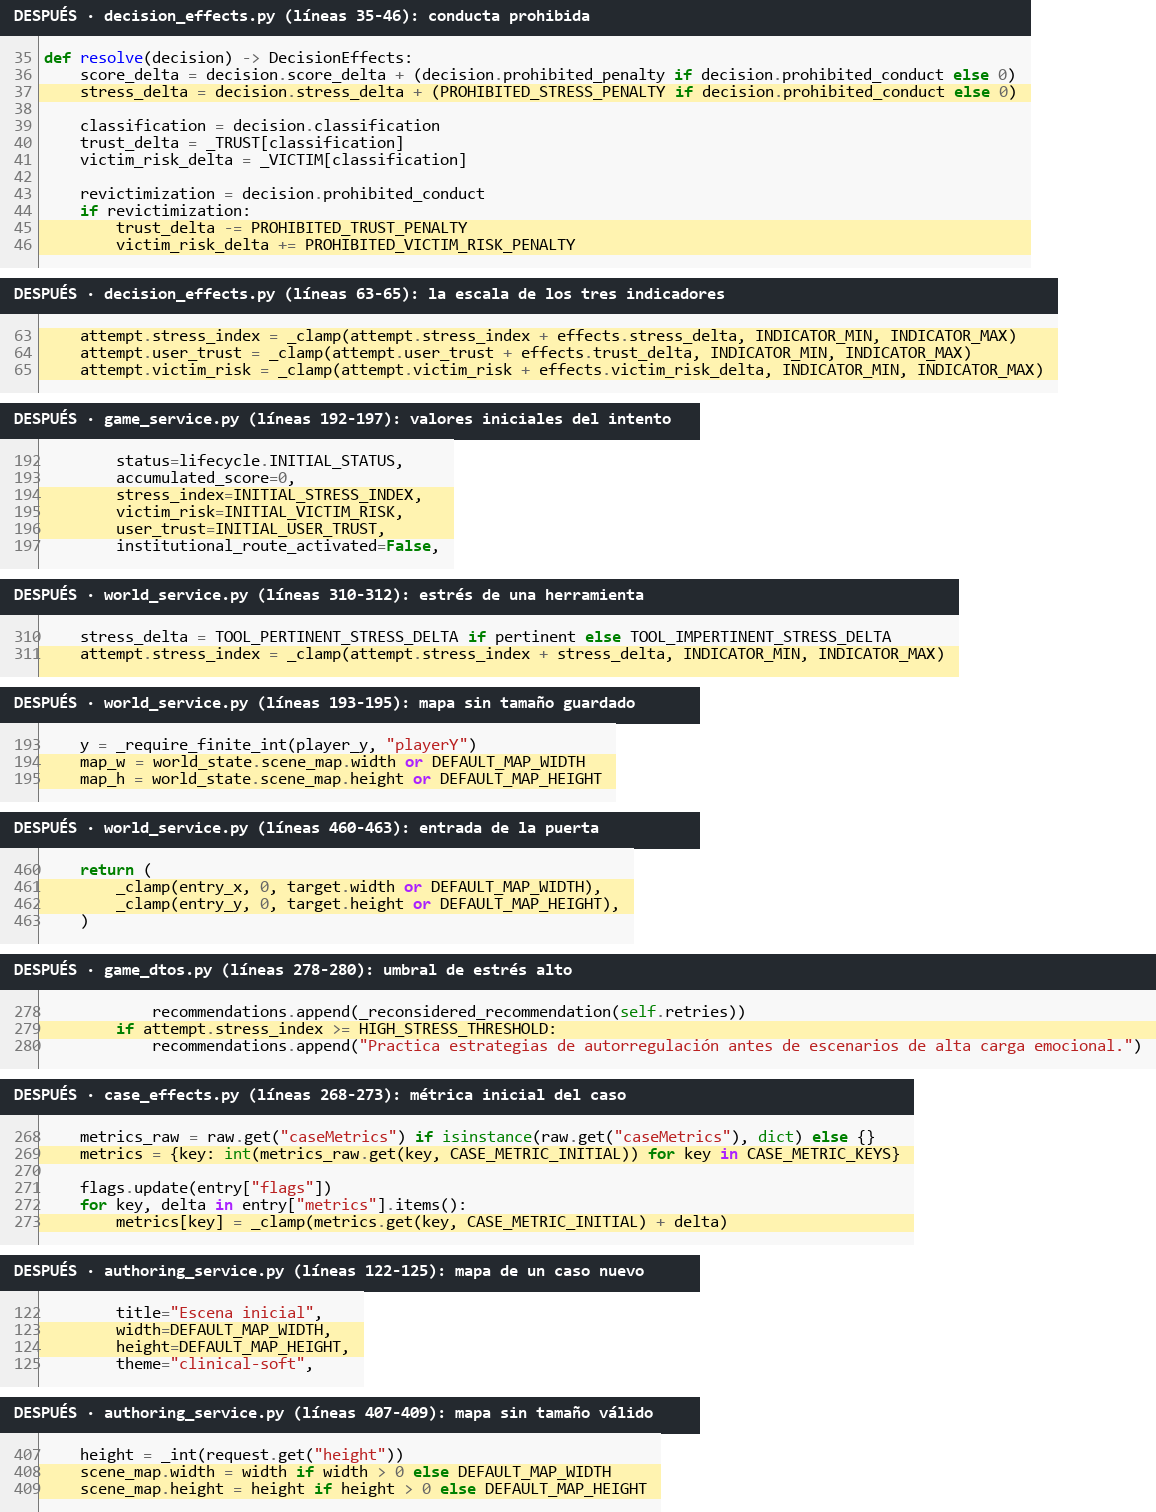 DESPUÉS · decision_effects.py (líneas 35-46): conducta prohibida
35 def resolve(decision) -> DecisionEffects:
36     score_delta = decision.score_delta + (decision.prohibited_penalty if decision.prohibited_conduct else 0)
37     stress_delta = decision.stress_delta + (PROHIBITED_STRESS_PENALTY if decision.prohibited_conduct else 0)
38
39     classification = decision.classification
40     trust_delta = _TRUST[classification]
41     victim_risk_delta = _VICTIM[classification]
42
43     revictimization = decision.prohibited_conduct
44     if revictimization:
45         trust_delta -= PROHIBITED_TRUST_PENALTY
46         victim_risk_delta += PROHIBITED_VICTIM_RISK_PENALTY
DESPUÉS · decision_effects.py (líneas 63-65): la escala de los tres indicadores
63     attempt.stress_index = _clamp(attempt.stress_index + effects.stress_delta, INDICATOR_MIN, INDICATOR_MAX)
64     attempt.user_trust = _clamp(attempt.user_trust + effects.trust_delta, INDICATOR_MIN, INDICATOR_MAX)
65     attempt.victim_risk = _clamp(attempt.victim_risk + effects.victim_risk_delta, INDICATOR_MIN, INDICATOR_MAX)
DESPUÉS · game_service.py (líneas 192-197): valores iniciales del intento
192         status=lifecycle.INITIAL_STATUS,
193         accumulated_score=0,
194         stress_index=INITIAL_STRESS_INDEX,
195         victim_risk=INITIAL_VICTIM_RISK,
196         user_trust=INITIAL_USER_TRUST,
197         institutional_route_activated=False,
DESPUÉS · world_service.py (líneas 310-312): estrés de una herramienta
310     stress_delta = TOOL_PERTINENT_STRESS_DELTA if pertinent else TOOL_IMPERTINENT_STRESS_DELTA
311     attempt.stress_index = _clamp(attempt.stress_index + stress_delta, INDICATOR_MIN, INDICATOR_MAX)
DESPUÉS · world_service.py (líneas 193-195): mapa sin tamaño guardado
193     y = _require_finite_int(player_y, "playerY")
194     map_w = world_state.scene_map.width or DEFAULT_MAP_WIDTH
195     map_h = world_state.scene_map.height or DEFAULT_MAP_HEIGHT
DESPUÉS · world_service.py (líneas 460-463): entrada de la puerta
460     return (
461         _clamp(entry_x, 0, target.width or DEFAULT_MAP_WIDTH),
462         _clamp(entry_y, 0, target.height or DEFAULT_MAP_HEIGHT),
463     )
DESPUÉS · game_dtos.py (líneas 278-280): umbral de estrés alto
278             recommendations.append(_reconsidered_recommendation(self.retries))
279         if attempt.stress_index >= HIGH_STRESS_THRESHOLD:
280             recommendations.append("Practica estrategias de autorregulación antes de escenarios de alta carga emocional.")
DESPUÉS · case_effects.py (líneas 268-273): métrica inicial del caso
268     metrics_raw = raw.get("caseMetrics") if isinstance(raw.get("caseMetrics"), dict) else {}
269     metrics = {key: int(metrics_raw.get(key, CASE_METRIC_INITIAL)) for key in CASE_METRIC_KEYS}
270
271     flags.update(entry["flags"])
272     for key, delta in entry["metrics"].items():
273         metrics[key] = _clamp(metrics.get(key, CASE_METRIC_INITIAL) + delta)
DESPUÉS · authoring_service.py (líneas 122-125): mapa de un caso nuevo
122         title="Escena inicial",
123         width=DEFAULT_MAP_WIDTH,
124         height=DEFAULT_MAP_HEIGHT,
125         theme="clinical-soft",
DESPUÉS · authoring_service.py (líneas 407-409): mapa sin tamaño válido
407     height = _int(request.get("height"))
408     scene_map.width = width if width > 0 else DEFAULT_MAP_WIDTH
409     scene_map.height = height if height > 0 else DEFAULT_MAP_HEIGHT